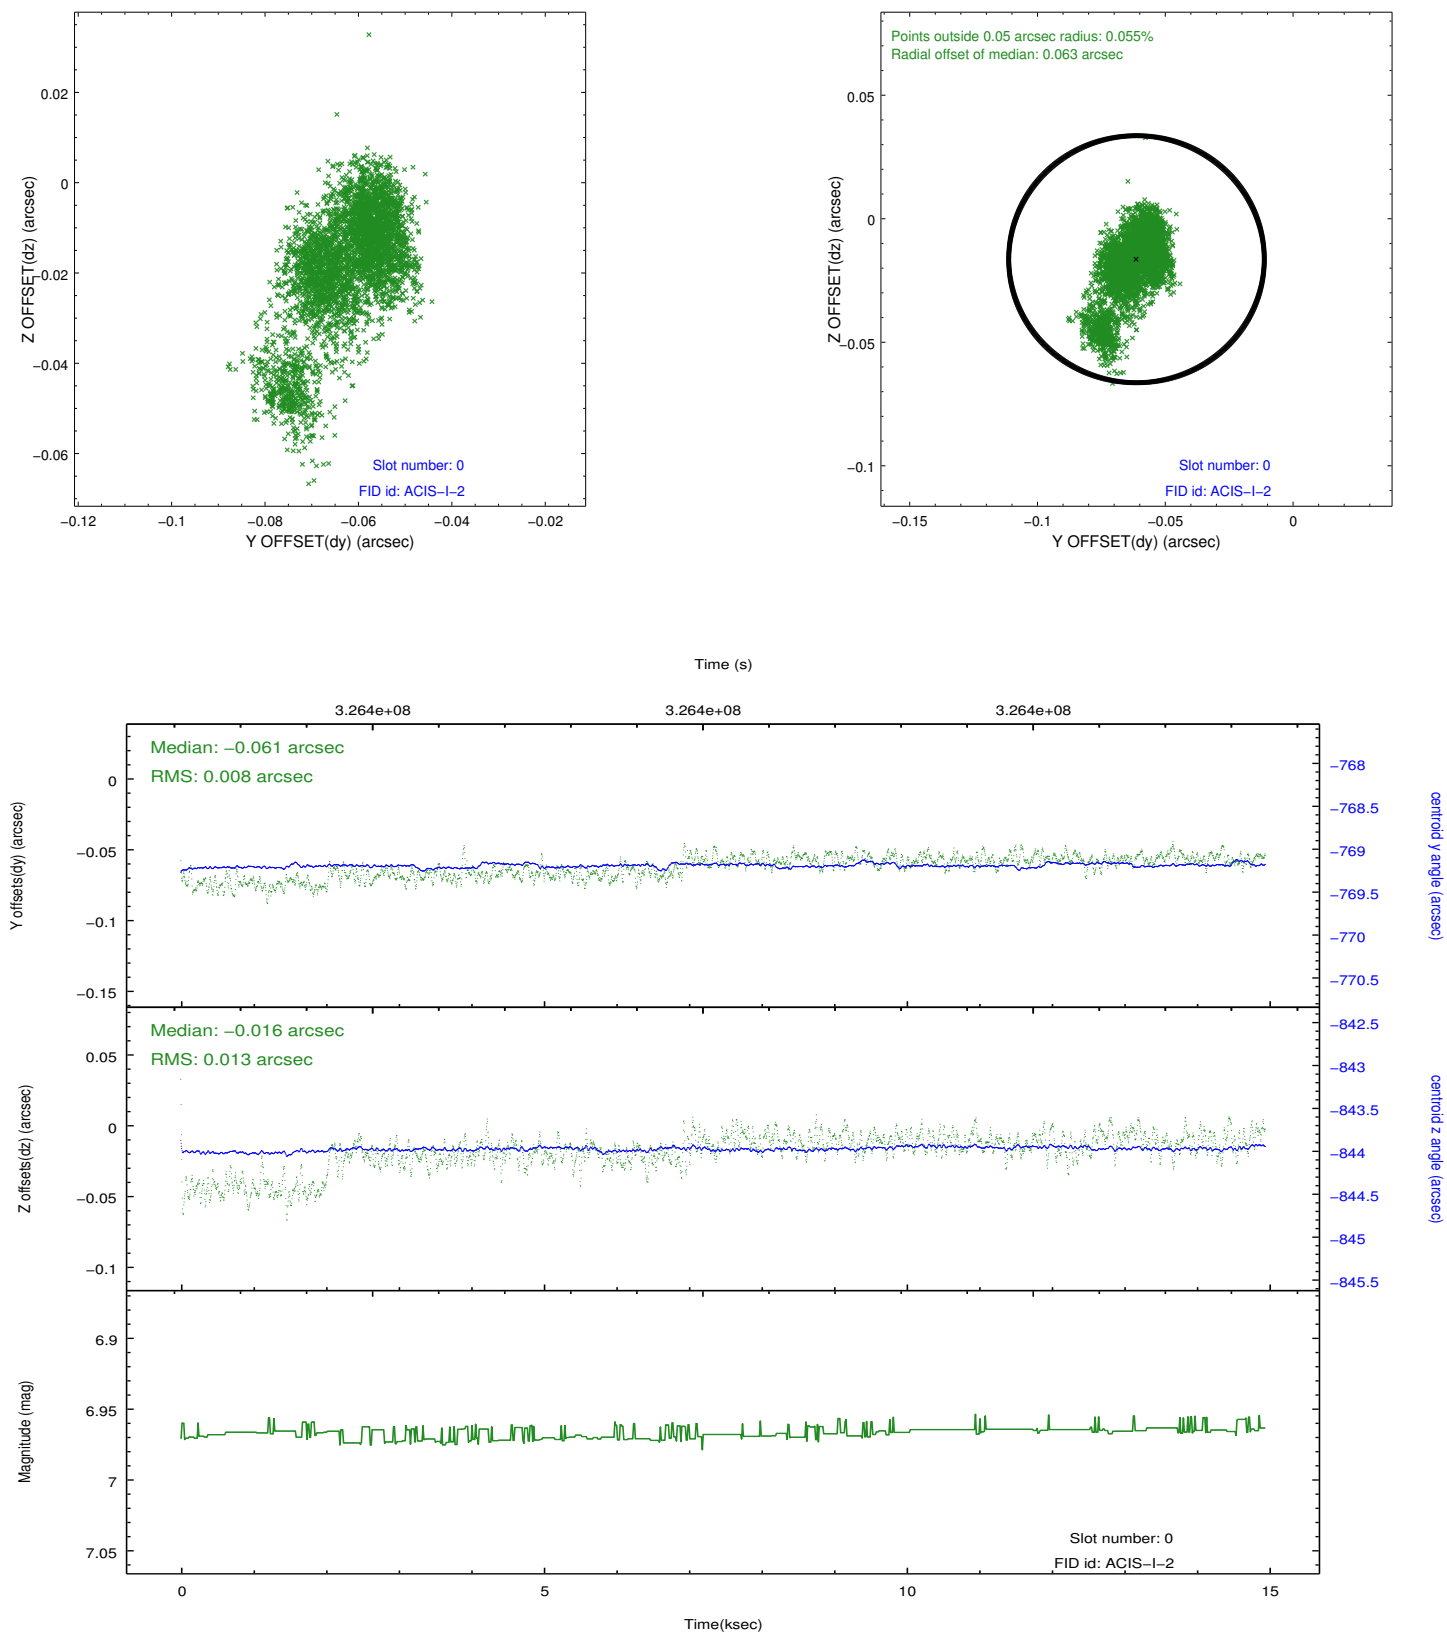 0.02
0
−0.02
−0.04
−0.06
Z OFFSET(dz) (arcsec)
Slot number: 0
FID id: ACIS−I−2
−0.12
−0.1
−0.08
−0.06
−0.04
−0.02
Y OFFSET(dy) (arcsec)
Points outside 0.05 arcsec radius: 0.055%
Radial offset of median: 0.063 arcsec
0.05
0
−0.05
−0.1
Z OFFSET(dz) (arcsec)
Slot number: 0
FID id: ACIS−I−2
−0.15
−0.1
−0.05
0
Y OFFSET(dy) (arcsec)
Time (s)
3.264e+08
3.264e+08
3.264e+08
Median: −0.061 arcsec
RMS: 0.008 arcsec
0
−0.05
−0.1
−0.15
Y offsets(dy) (arcsec)
−768
−768.5
−769
−769.5
−770
−770.5
centroid y angle (arcsec)
Median: −0.016 arcsec
RMS: 0.013 arcsec
0.05
0
−0.05
−0.1
Z offsets(dz) (arcsec)
−842.5
−843
−843.5
−844
−844.5
−845
−845.5
centroid z angle (arcsec)
6.9
6.95
7
7.05
Magnitude (mag)
Slot number: 0
FID id: ACIS−I−2
0
5
10
15
Time(ksec)